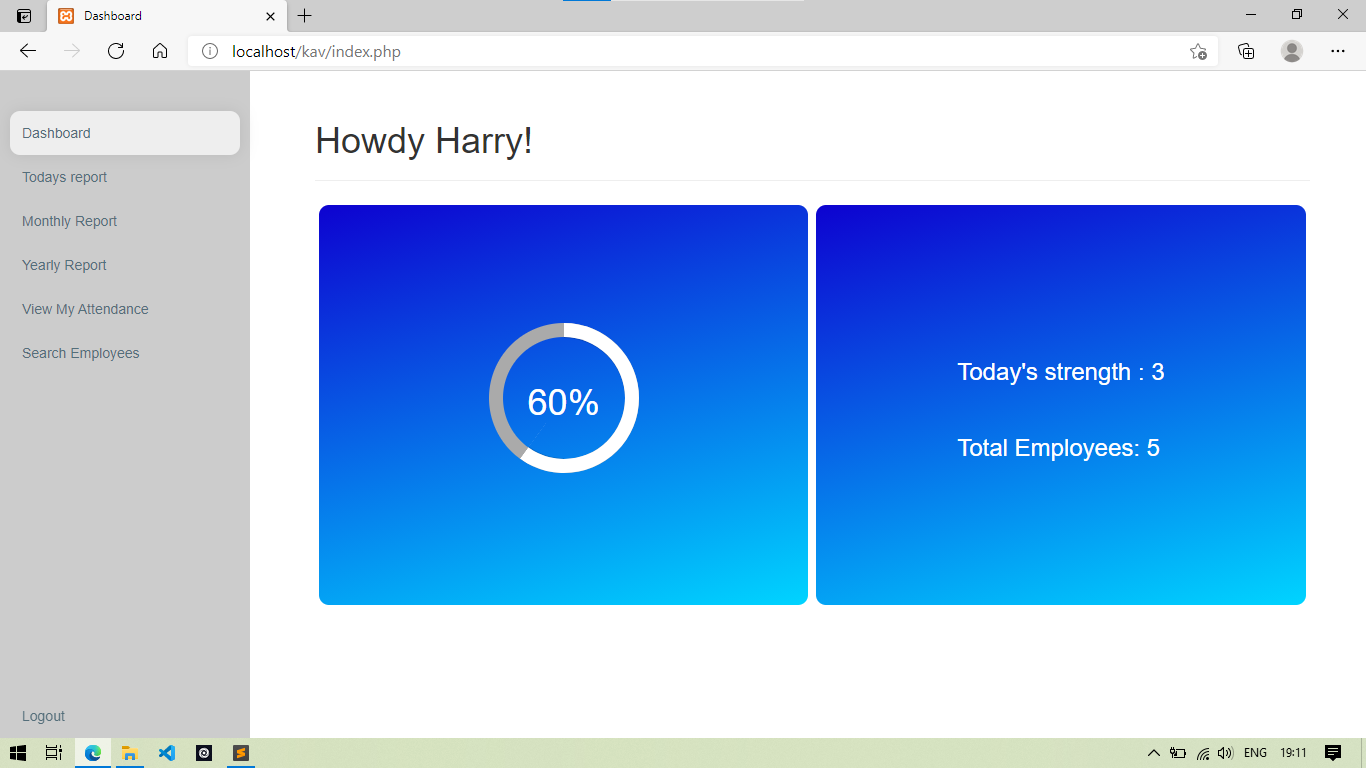 Dashboard
localhost/kav/index.php
Dashboard
Todays report
Monthly Report
Yearly Report
View My Attendance
Search Employees
Logout
Howdy Harry!
60%
Today's strength : 3
Total Employees: 5
ENG
19:11